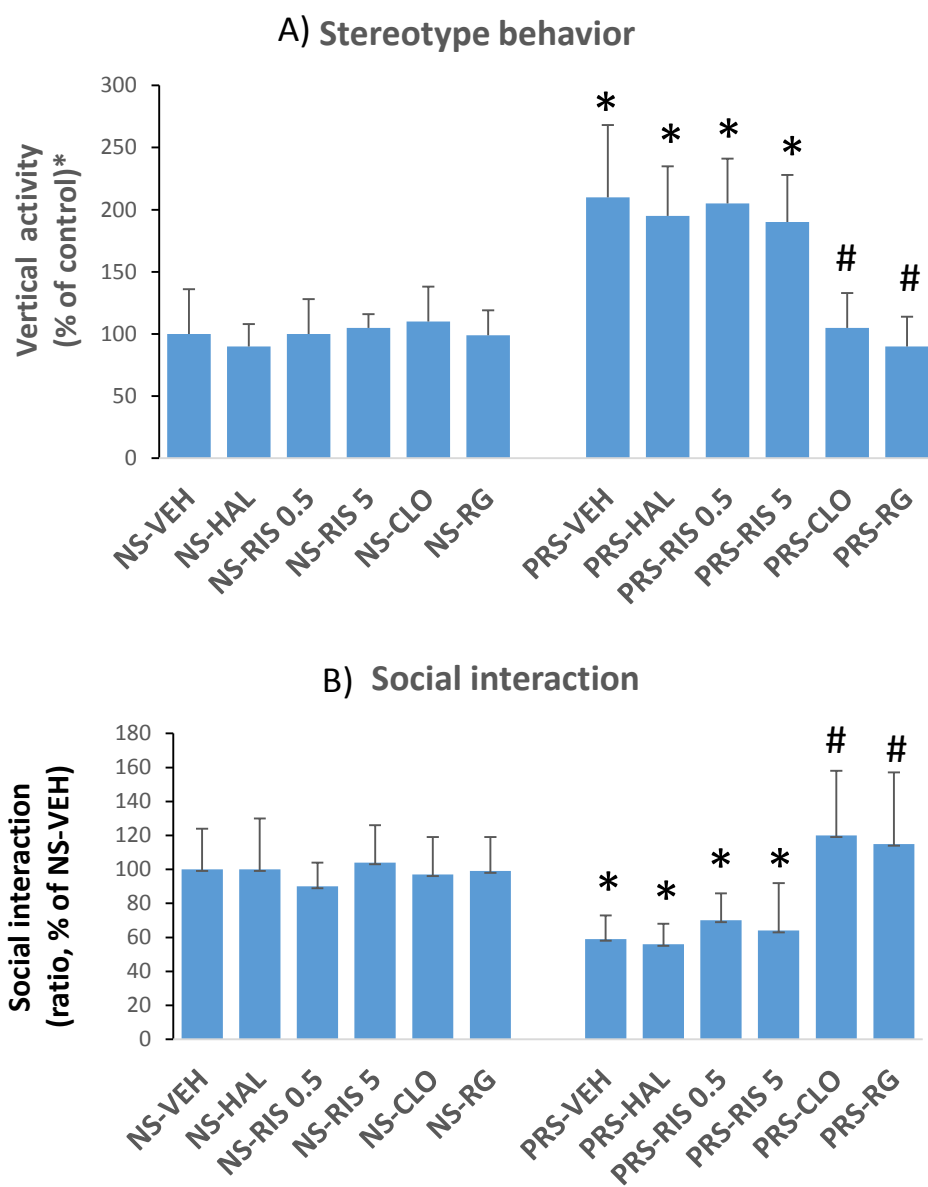 A) Stereotype behavior
Vertical activity
(% of control)*
300
250
200
150
100
50
0
* * * * # #
NS-VEH
NS-HAL
NS-RIS 0.5
NS-RIS 5
NS-CLO
NS-RG
PRS-VEH
PRS-HAL
PRS-RIS 0.5
PRS-RIS 5
PRS-CLO
PRS-RG
B) Social interaction
Social interaction
(ratio, % of NS-VEH)
180
160
140
120
100
80
60
40
20
0
* * * * # #
NS-VEH
NS-HAL
NS-RIS 0.5
NS-RIS 5
NS-CLO
NS-RG
PRS-VEH
PRS-HAL
PRS-RIS 0.5
PRS-RIS 5
PRS-CLO
PRS-RG